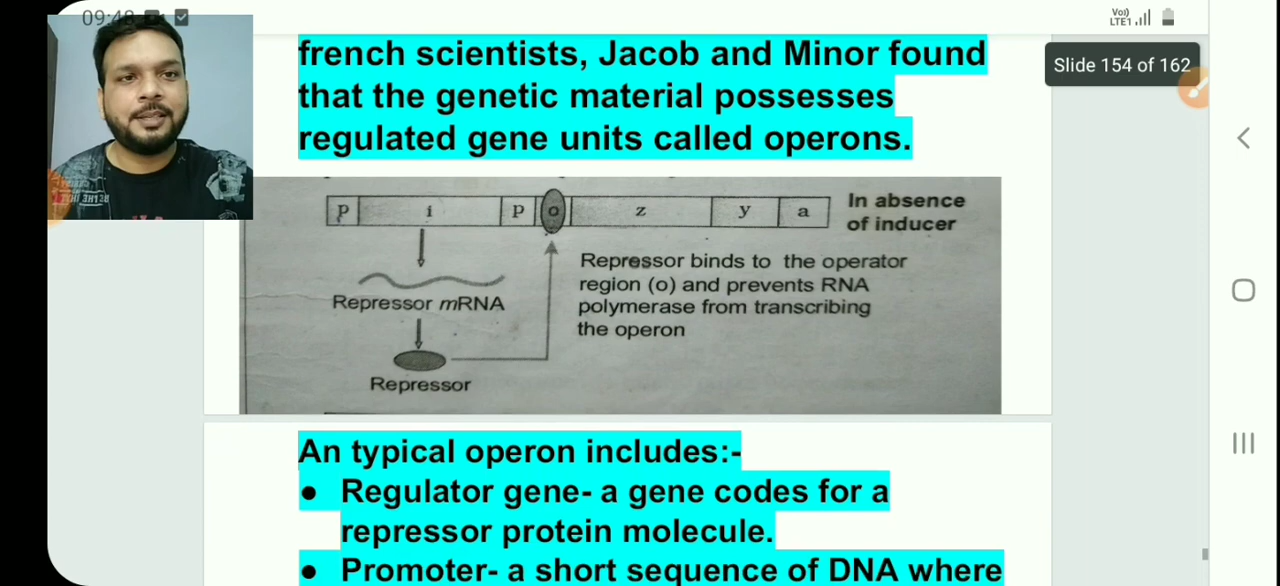 09:48
Vo)
LTE1
Slide 154 of 162
french scientists, Jacob and Minor found
that the genetic material possesses
regulated gene units called operons.
p i p o z y a
In absence
of inducer
Repressor binds to the operator
region (o) and prevents RNA
polymerase from transcribing
the operon
Repressor mRNA
Repressor
An typical operon includes:-
● Regulator gene- a gene codes for a
repressor protein molecule.
● Promoter- a short sequence of DNA where